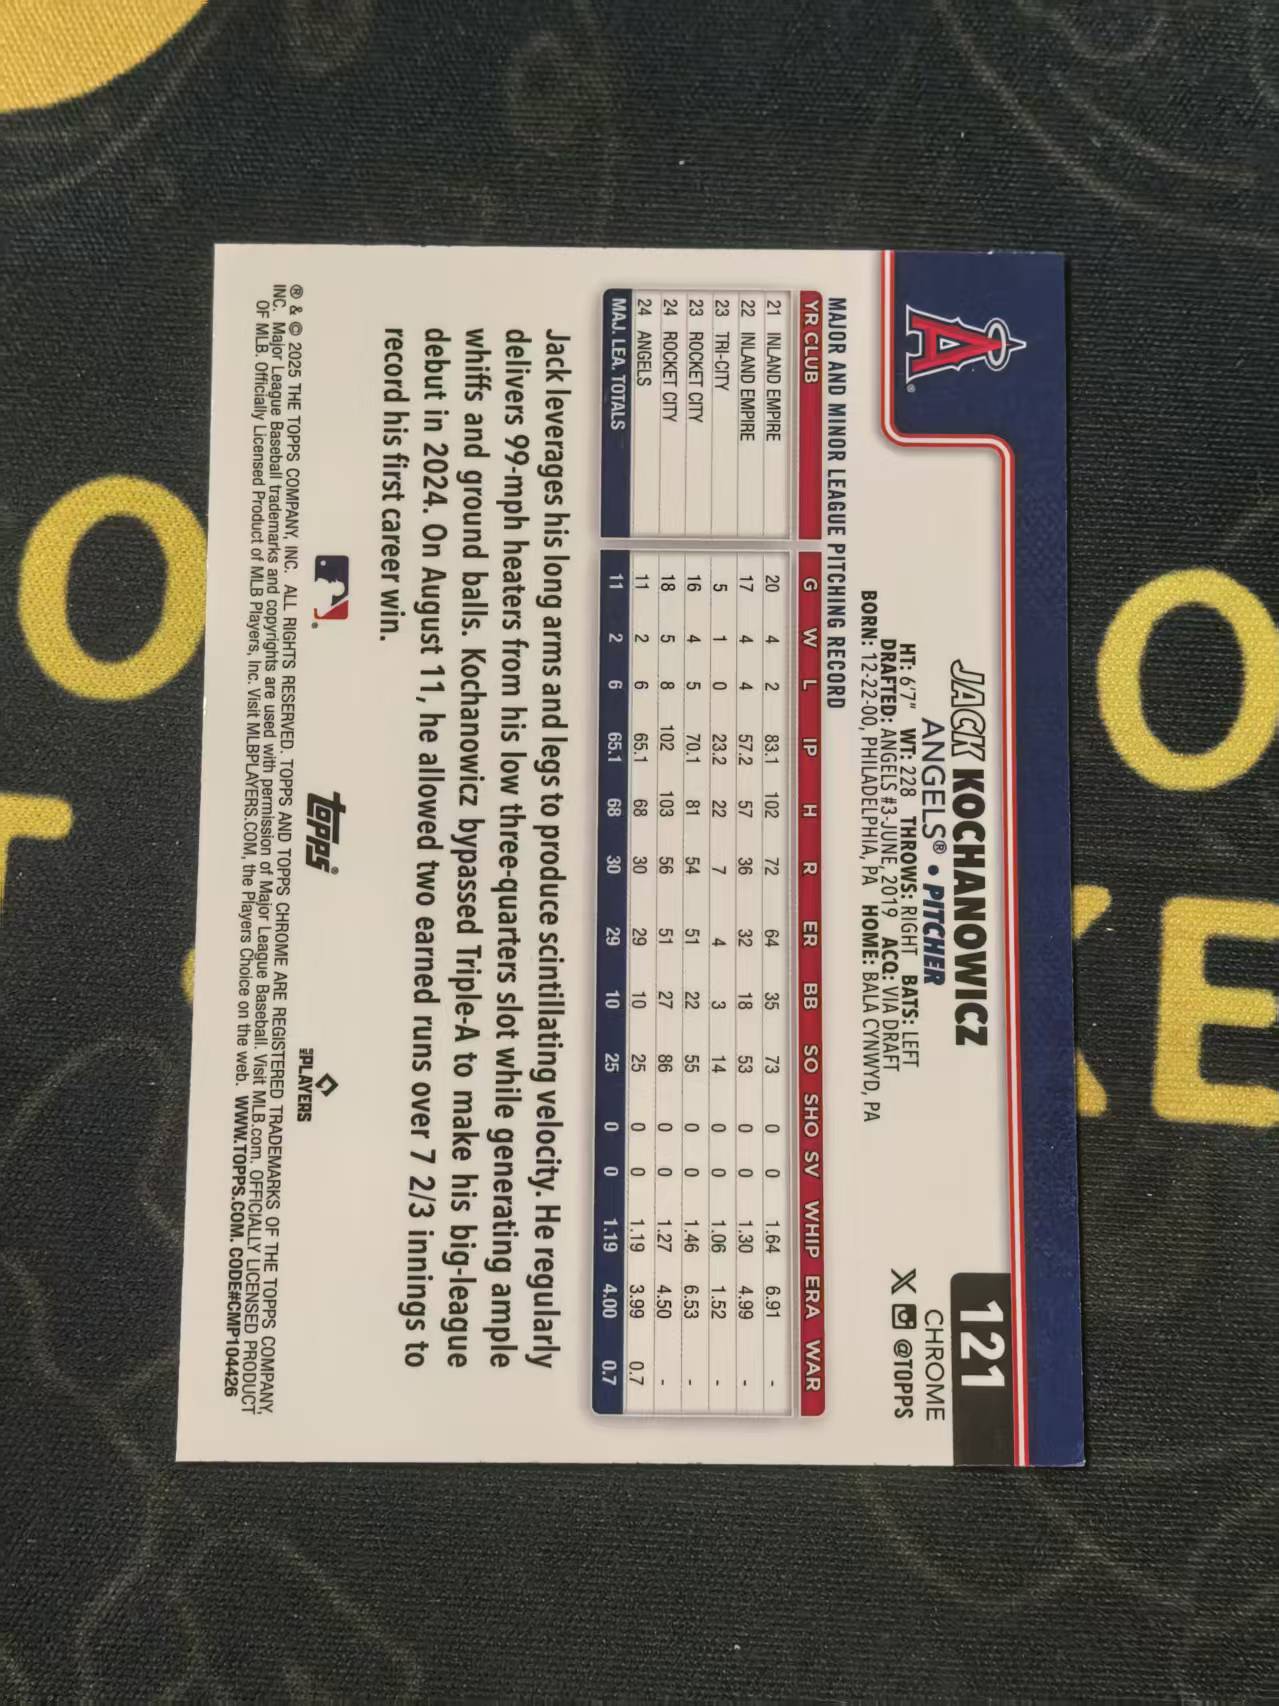 121
CHROME
@TOPPS
JACK KOCHANOWICZ
ANGELS® • PITCHER
HT: 6'7" WT: 228 THROWS: RIGHT BATS: LEFT
DRAFTED: ANGELS #3-JUNE, 2019 ACQ: VIA DRAFT
BORN: 12-22-00, PHILADELPHIA, PA HOME: BALA CYNWYD, PA
MAJOR AND MINOR LEAGUE PITCHING RECORD
YR CLUB G W L IP H R ER BB SO SHO SV WHIP ERA WAR
21 INLAND EMPIRE 20 4 2 83.1 102 72 64 35 73 0 0 1.64 6.91 -
22 INLAND EMPIRE 17 4 4 57.2 57 36 32 18 53 0 0 1.30 4.99 -
23 TRI-CITY 5 1 0 23.2 22 7 4 3 14 0 0 1.06 1.52 -
23 ROCKET CITY 16 4 5 70.1 81 54 51 22 55 0 0 1.46 6.53 -
24 ROCKET CITY 18 5 8 102 103 56 51 27 86 0 0 1.27 4.50 -
24 ANGELS 11 2 6 65.1 68 30 29 10 25 0 0 1.19 3.99 0.7
MAJ. LEA. TOTALS 11 2 6 65.1 68 30 29 10 25 0 0 1.19 4.00 0.7
Jack leverages his long arms and legs to produce scintillating velocity. He regularly
delivers 99-mph heaters from his low three-quarters slot while generating ample
whiffs and ground balls. Kochanowicz bypassed Triple-A to make his big-league
debut in 2024. On August 11, he allowed two earned runs over 7 2/3 innings to
record his first career win.
topps®
PLAYERS
® & © 2025 THE TOPPS COMPANY, INC. ALL RIGHTS RESERVED. TOPPS AND TOPPS CHROME ARE REGISTERED TRADEMARKS OF THE TOPPS COMPANY,
INC. Major League Baseball trademarks and copyrights are used with permission of Major League Baseball. Visit MLB.com. OFFICIALLY LICENSED PRODUCT
OF MLB. Officially Licensed Product of MLB Players, Inc. Visit MLBPLAYERS.COM, the Players Choice on the web. WWW.TOPPS.COM. CODE#CMP104426